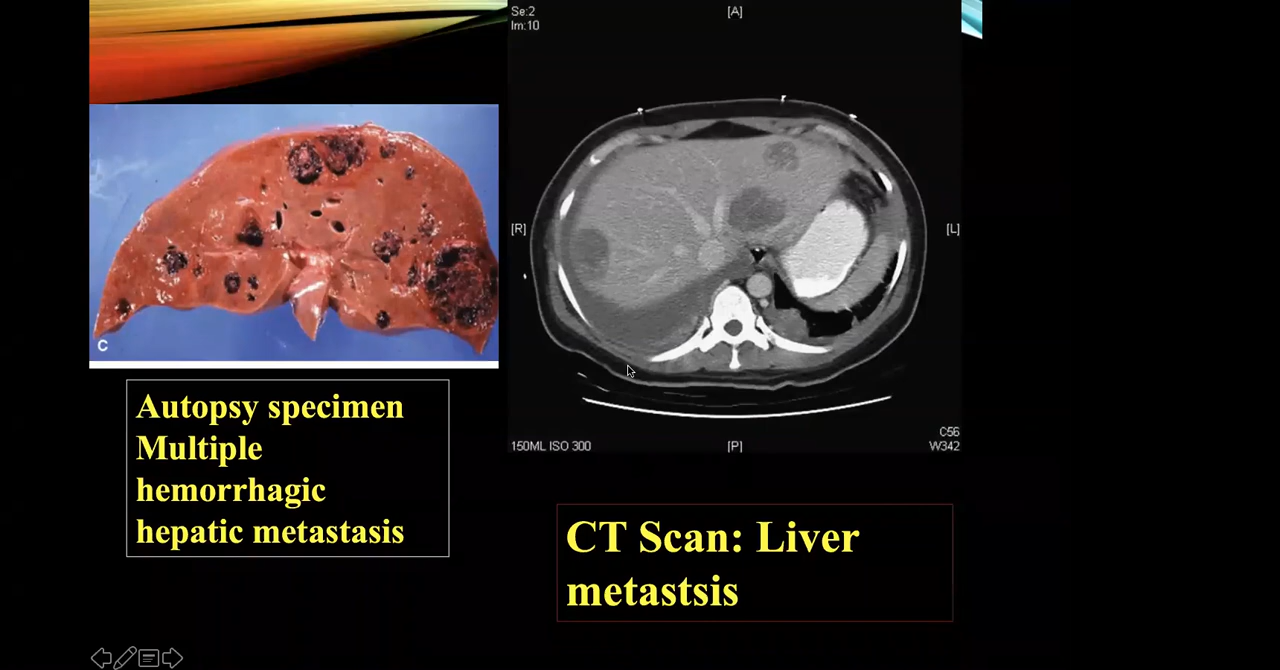 Se:2
Im:10
[A]
[R]
[L]
C
150ML ISO 300
[P]
C56
W342
Autopsy specimen
Multiple
hemorrhagic
hepatic metastasis
CT Scan: Liver
metastsis